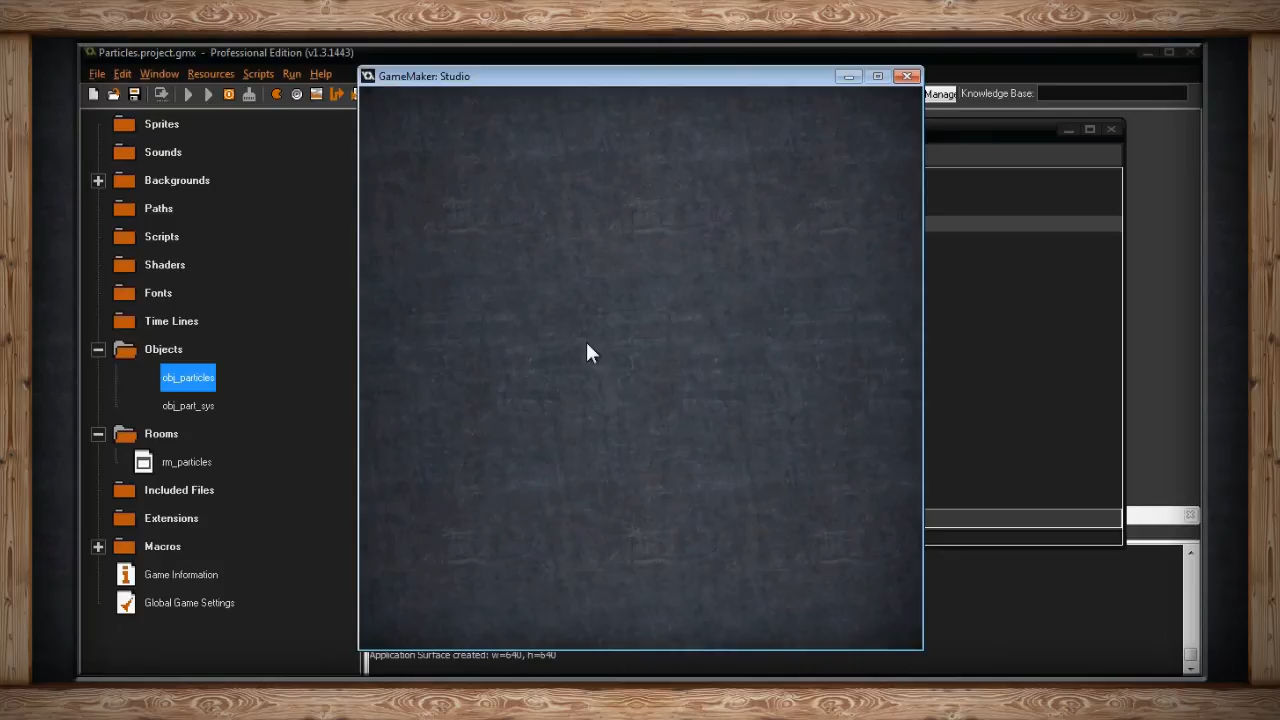 Particles.project.gmx - Professional Edition (v1.3.1443)
File Edit Window Resources Scripts Run Help
GameMaker: Studio
Manage
Knowledge Base:
Sprites
Sounds
Backgrounds
Paths
Scripts
Shaders
Fonts
Time Lines
Objects
obj_particles
obj_part_sys
Rooms
rm_particles
Included Files
Extensions
Macros
Game Information
Global Game Settings
Application Surface created: w=640, h=640